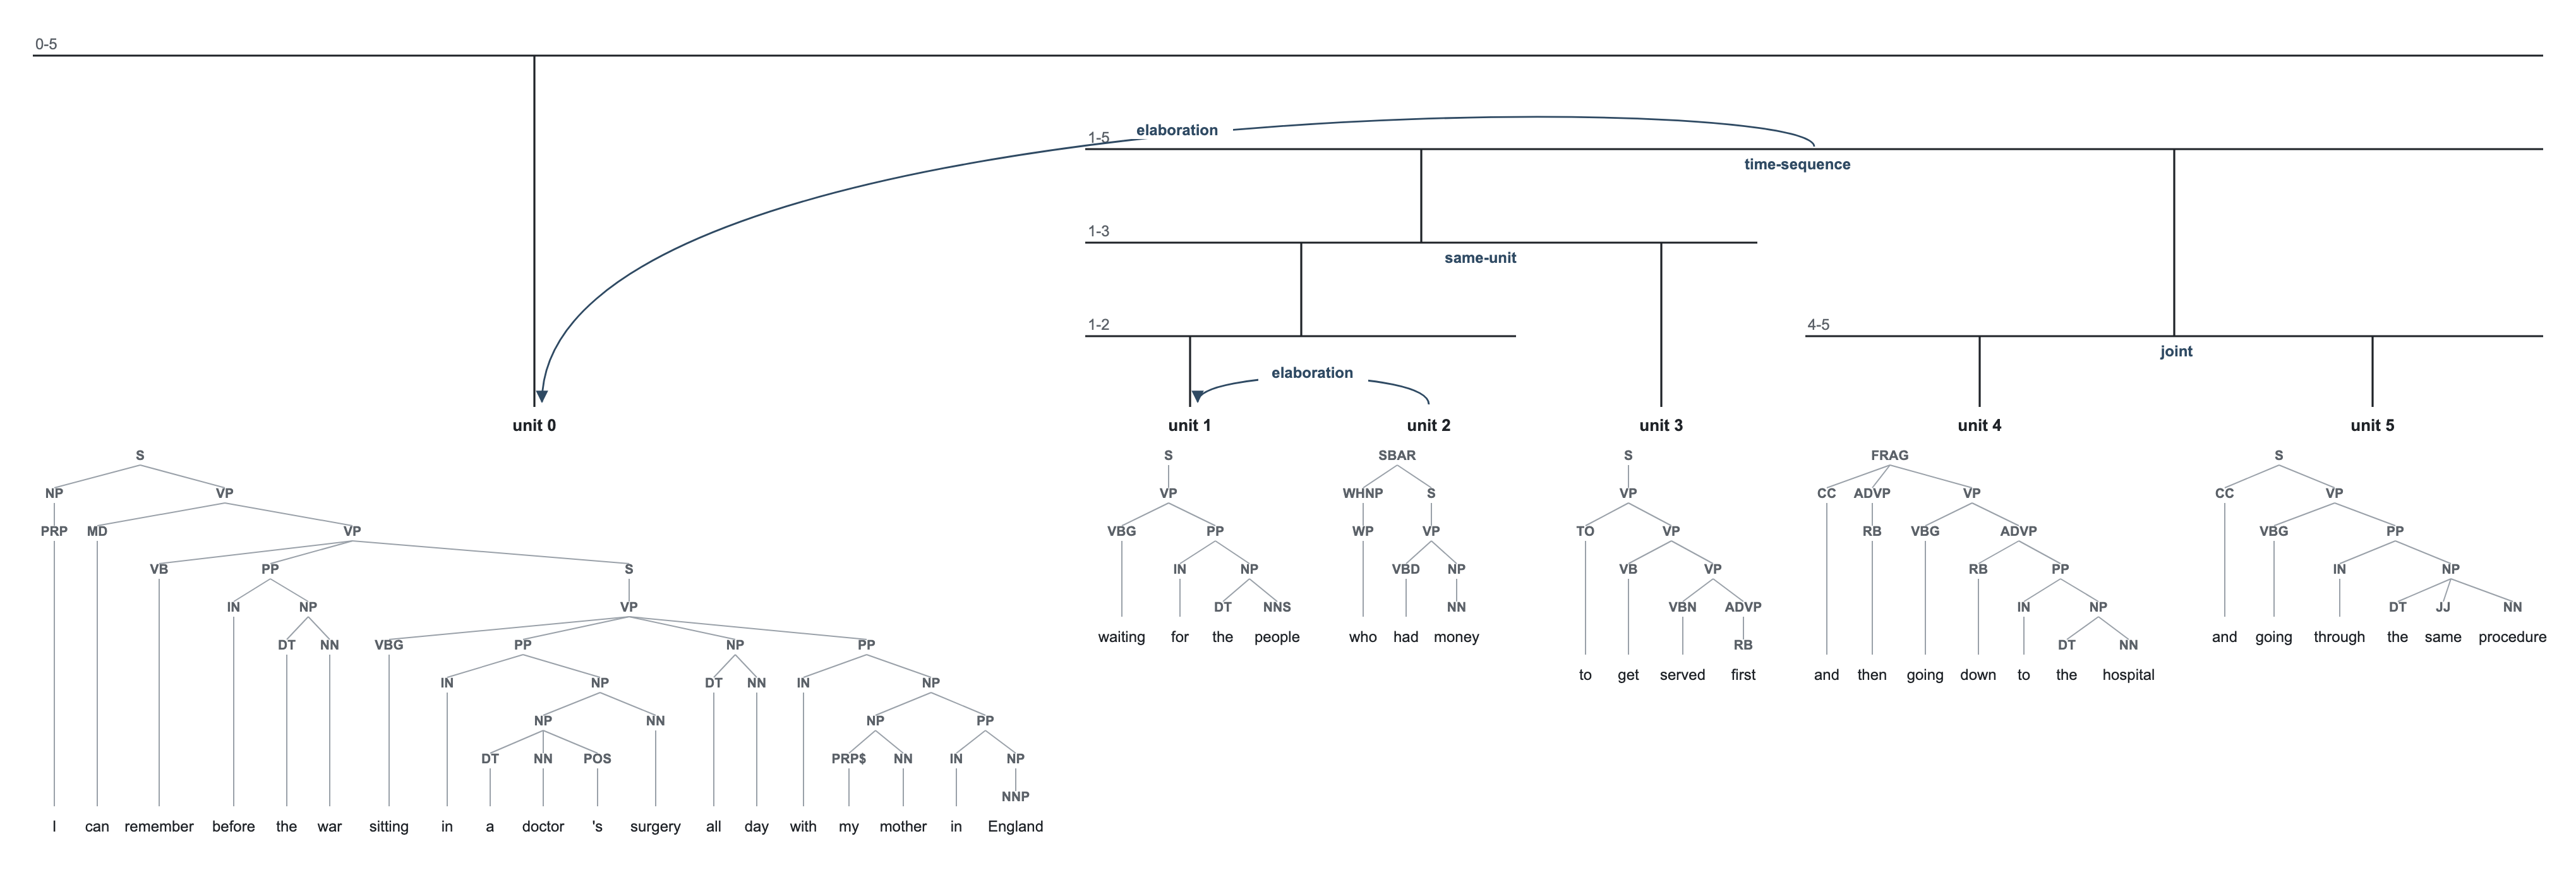 0-5
elaboration
1-5
time-sequence
1-3
same-unit
1-2 4-5
joint
elaboration
unit 0 unit 1 unit 2 unit 3 unit 4 unit 5
S S SBAR S FRAG S
NP VP VP WHNP S VP CC ADVP VP CC VP
PRP MD VP VBG PP WP VP TO VP RB VBG ADVP VBG PP
VB PP S IN NP VBD NP VB VP RB PP IN NP
IN NP VP DT NNS NN VBN ADVP IN NP DT JJ NN
waiting for the people who had money and going through the same procedure
DT NN VBG PP NP PP RB DT NN
to get served first and then going down to the hospital
IN NP DT NN IN NP
NP NN NP PP
DT NN POS PRP$ NN IN NP
NNP
I can remember before the war sitting in a doctor 's surgery all day with my mother in England